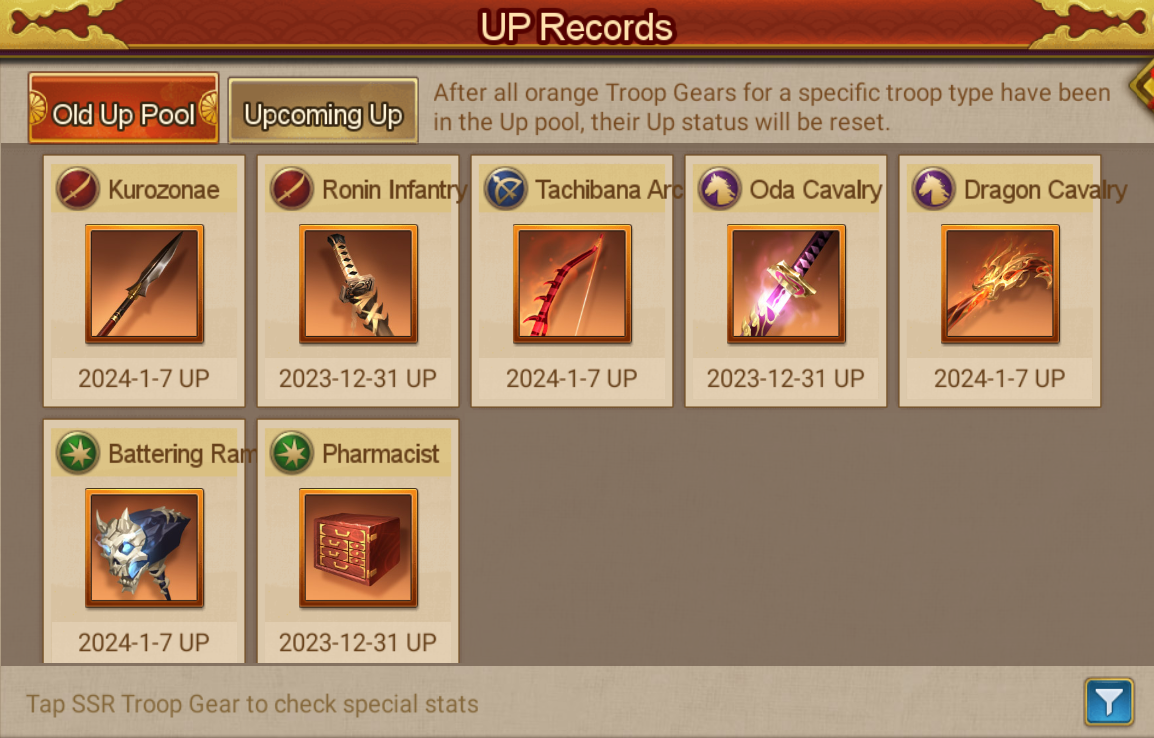 UP Records
Old Up Pool
Upcoming Up
After all orange Troop Gears for a specific troop type have been
in the Up pool, their Up status will be reset.
Kurozonae
Ronin Infantry
Tachibana Arc
Oda Cavalry
Dragon Cavalry
2024-1-7 UP
2023-12-31 UP
2024-1-7 UP
2023-12-31 UP
2024-1-7 UP
Battering Ram
Pharmacist
2024-1-7 UP
2023-12-31 UP
Tap SSR Troop Gear to check special stats